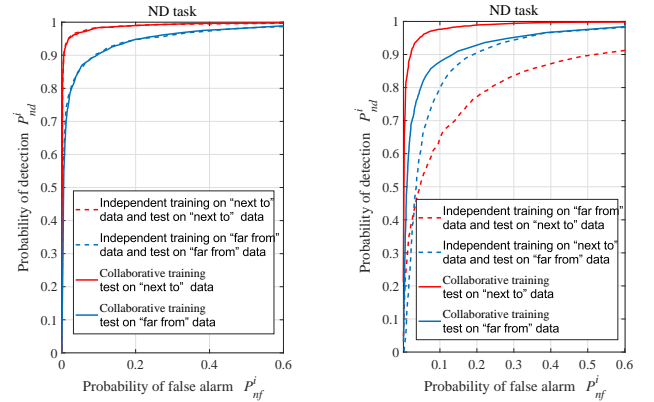 ND task
1
0.9
0.8
0.7
0.6
0.5
0.4
0.3
0.2
0.1
0
Probability of detection P^i_nd
Independent training on “next to”
data and test on “next to” data
Independent training on “far from”
data and test on “far from” data
Collaborative training
test on “next to” data
Collaborative training
test on “far from” data
0 0.2 0.4 0.6
Probability of false alarm P^i_nf
ND task
1
0.9
0.8
0.7
0.6
0.5
0.4
0.3
0.2
0.1
0
Probability of detection P^i_nd
Independent training on “far from”
data and test on “next to” data
Independent training on “next to”
data and test on “far from” data
Collaborative training
test on “next to” data
Collaborative training
test on “far from” data
0.1 0.2 0.3 0.4 0.5 0.6
Probability of false alarm P^i_nf